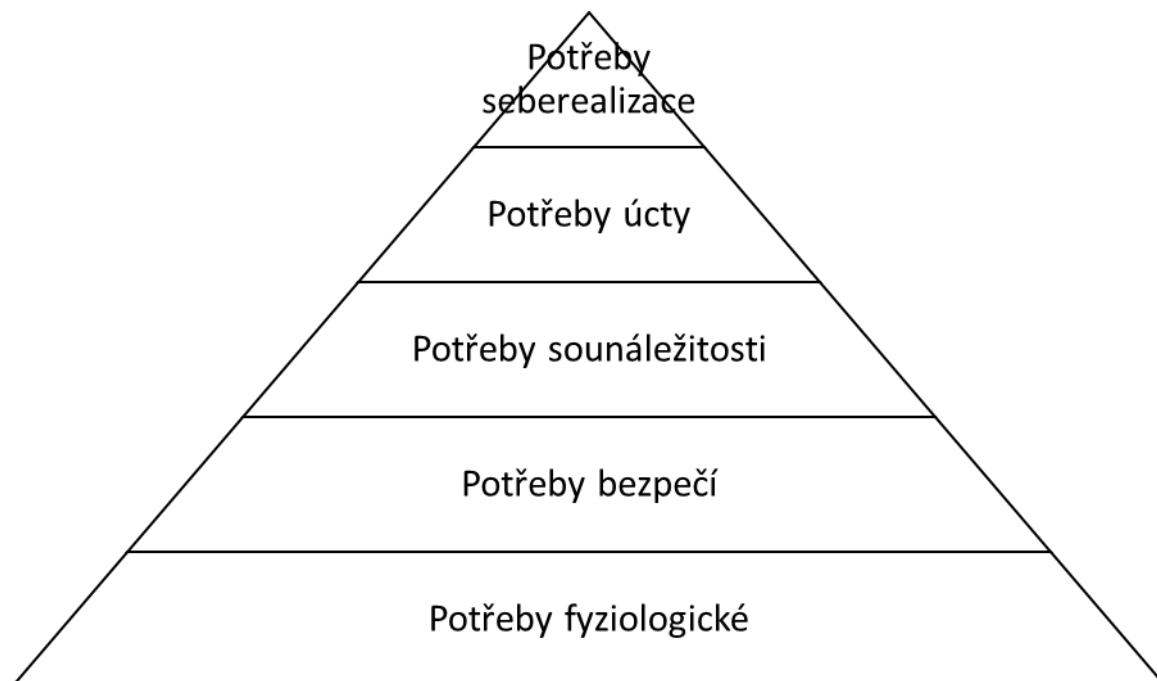 Potřeby
seberealizace
Potřeby úcty
Potřeby sounáležitosti
Potřeby bezpečí
Potřeby fyziologické